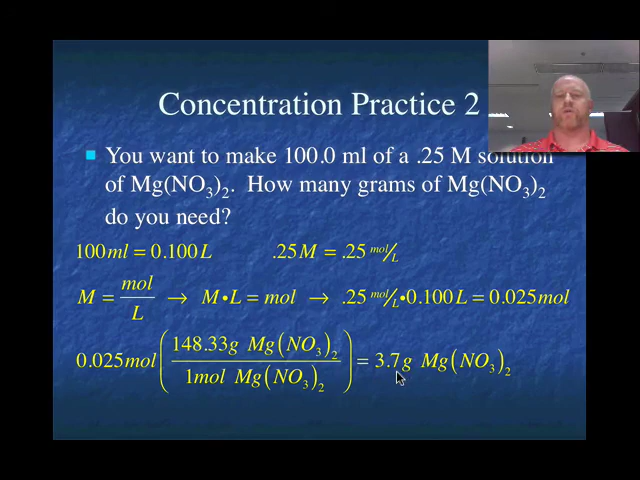 Concentration Practice 2
You want to make 100.0 ml of a .25 M solution
of Mg(NO₃)₂. How many grams of Mg(NO₃)₂
do you need?
100ml = 0.100L .25M = .25 mol/L
M = mol/L → M•L = mol → .25 mol/L•0.100L = 0.025mol
0.025mol(148.33g Mg(NO₃)₂/1mol Mg(NO₃)₂) = 3.7g Mg(NO₃)₂